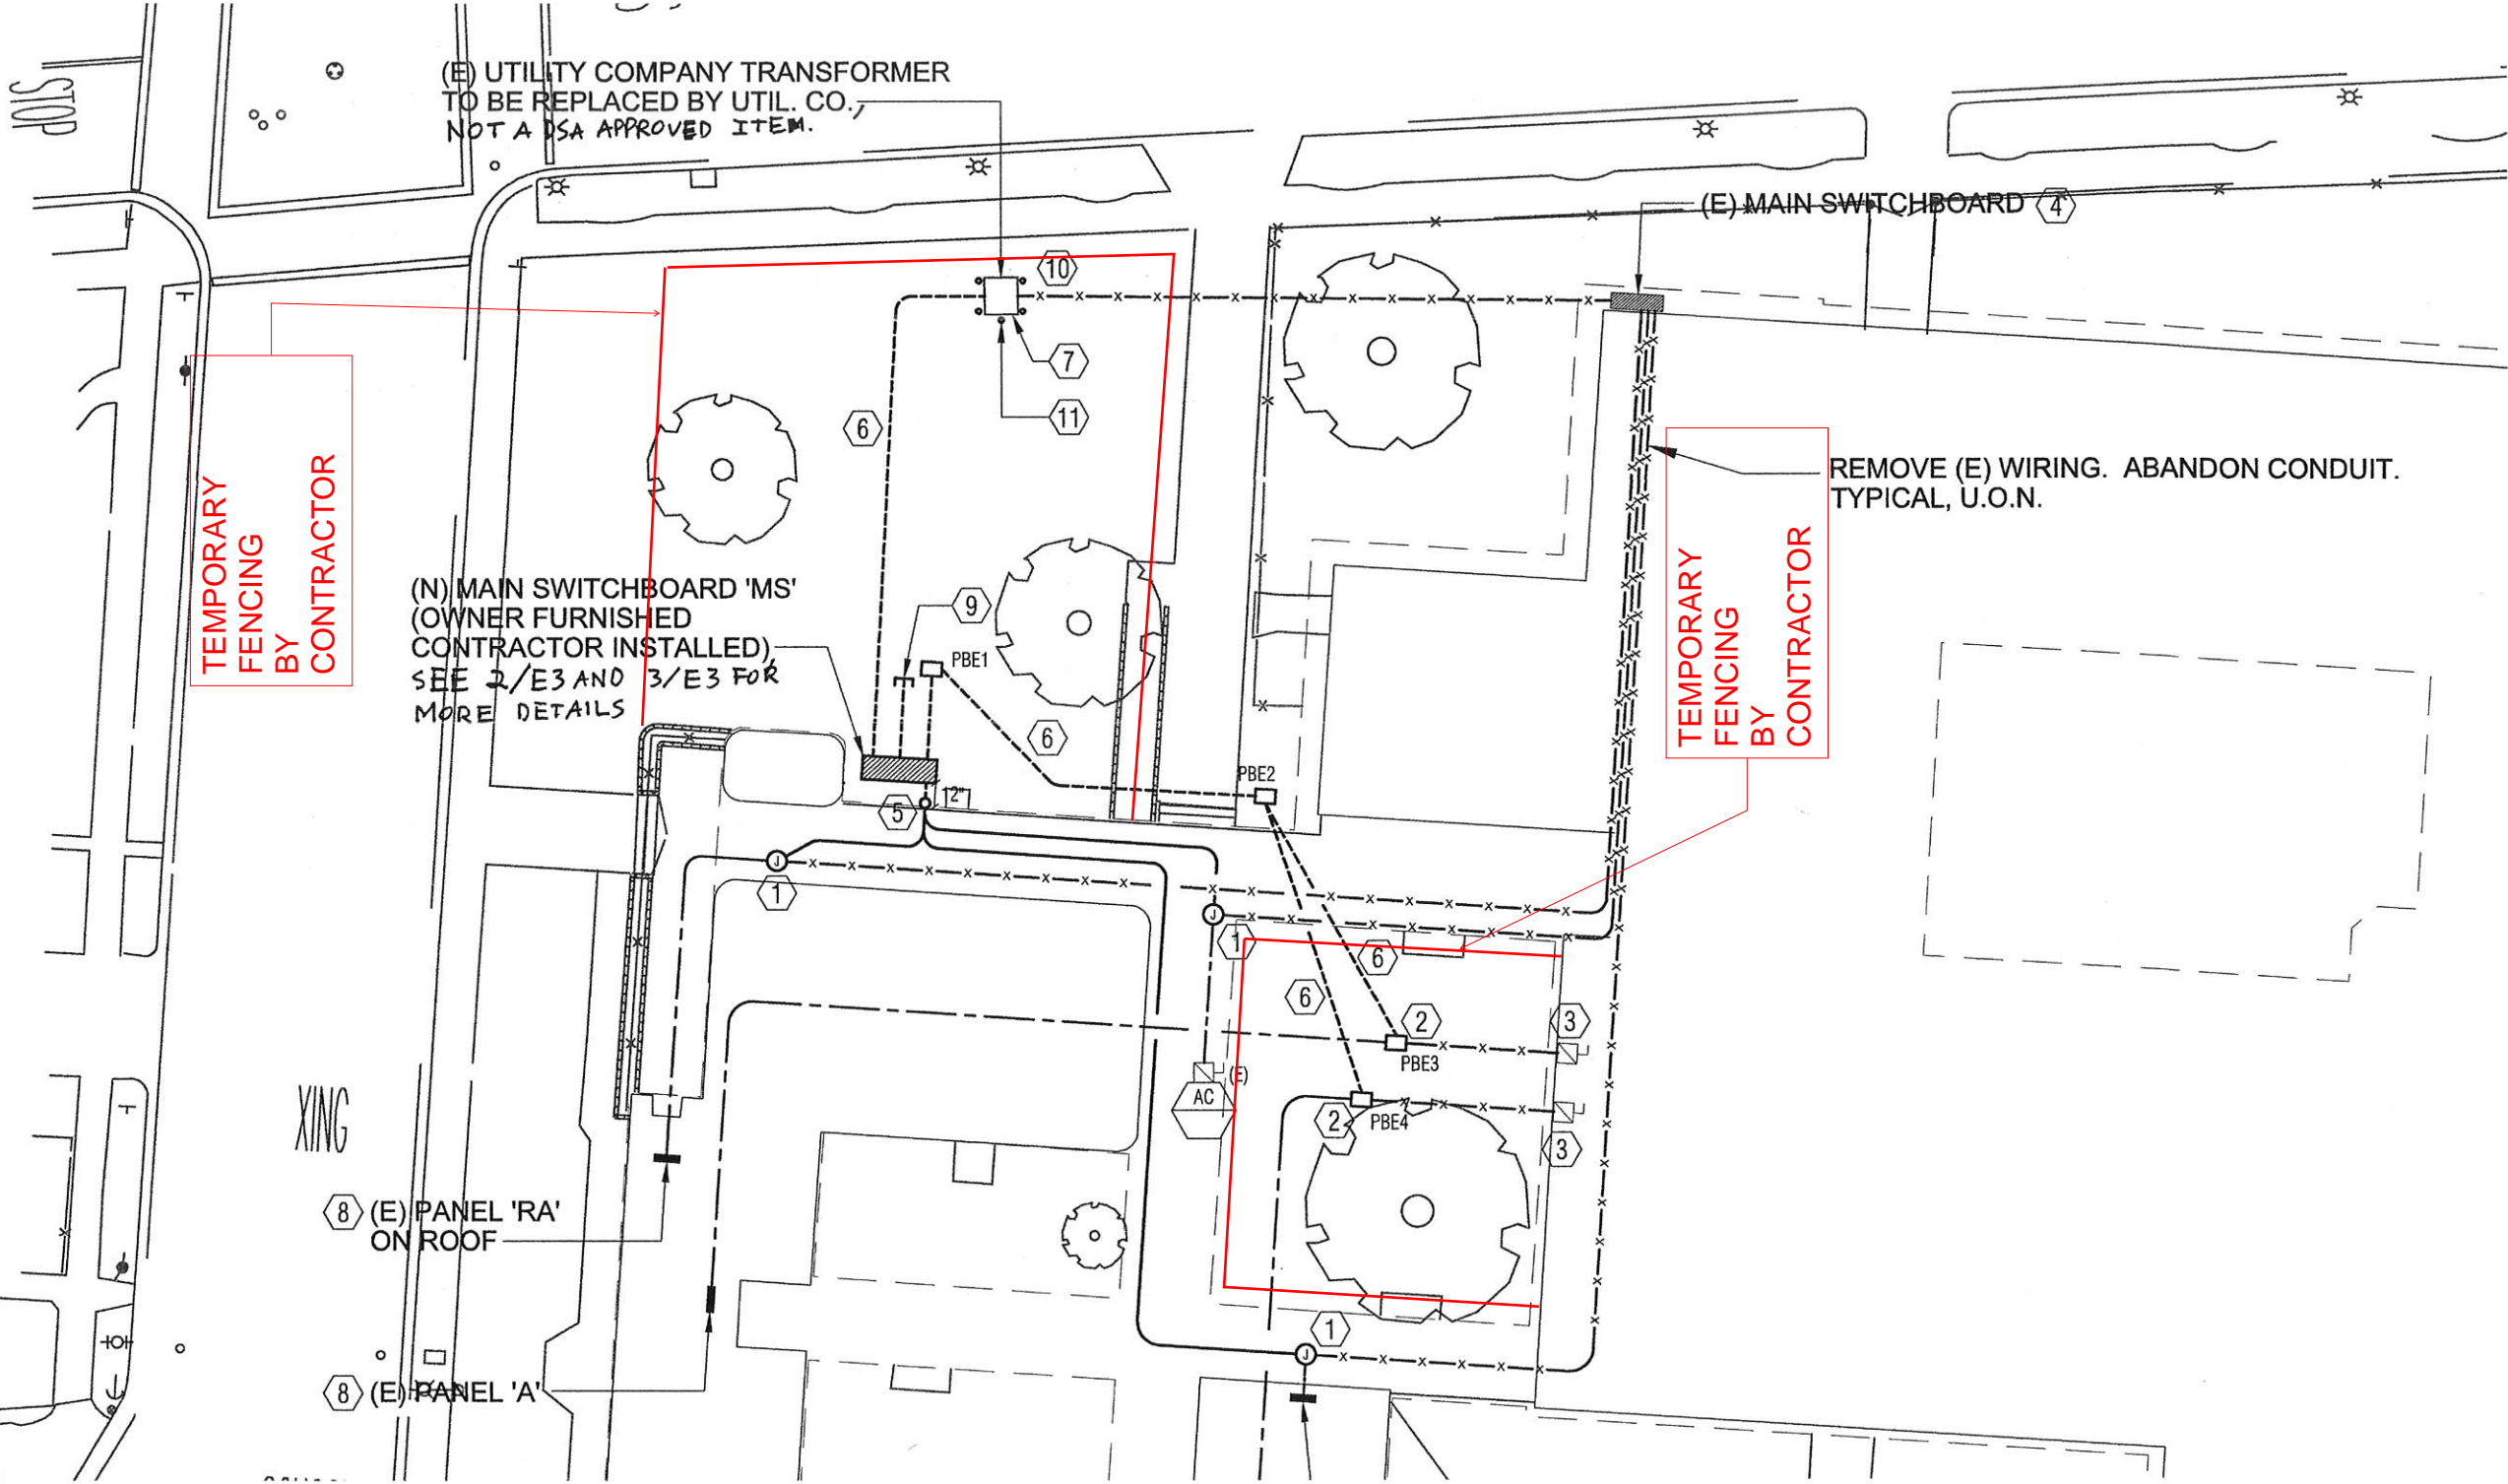 STOP
(E) UTILITY COMPANY TRANSFORMER
TO BE REPLACED BY UTIL. CO.,
NOT A DSA APPROVED ITEM.
(E) MAIN SWITCHBOARD
4
10
7
11
6
TEMPORARY
FENCING
BY
CONTRACTOR
REMOVE (E) WIRING. ABANDON CONDUIT.
TYPICAL, U.O.N.
TEMPORARY
FENCING
BY
CONTRACTOR
(N) MAIN SWITCHBOARD 'MS'
(OWNER FURNISHED
CONTRACTOR INSTALLED),
SEE 2/E3 AND 3/E3 FOR
MORE DETAILS
9
PBE1
6
PBE2
12"
5
J
1
J
1
6
6
2
3
PBE3
(E)
AC
2
PBE4
3
XING
8
(E) PANEL 'RA'
ON ROOF
1
J
8
(E) PANEL 'A'